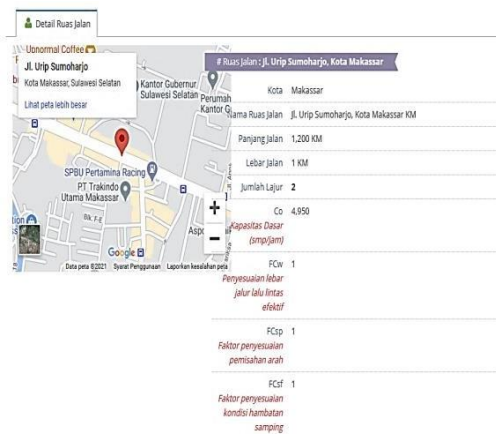 Detail Ruas Jalan
Upnormal Coffee
Jl. Urip Sumoharjo
Kota Makassar, Sulawesi Selatan
Lihat peta lebih besar
Kantor Gubernur
Sulawesi Selatan
Perumah
Kantor G
SPBU Pertamina Racing
PT Trakindo
Utama Makassar
Blk. F-E
Google
Data peta ©2021 Syarat Penggunaan Laporkan kesalahan peta
# Ruas Jalan : Jl. Urip Sumoharjo, Kota Makassar
Kota Makassar
Nama Ruas Jalan Jl. Urip Sumoharjo, Kota Makassar KM
Panjang Jalan 1,200 KM
Lebar Jalan 1 KM
Jumlah Lajur 2
Co 4,950
Kapasitas Dasar
(smp/jam)
FCw 1
Penyesuaian lebar
jalur lalu lintas
efektif
FCsp 1
Faktor penyesuaian
pemisahan arah
FCsf 1
Faktor penyesuaian
kondisi hambatan
samping